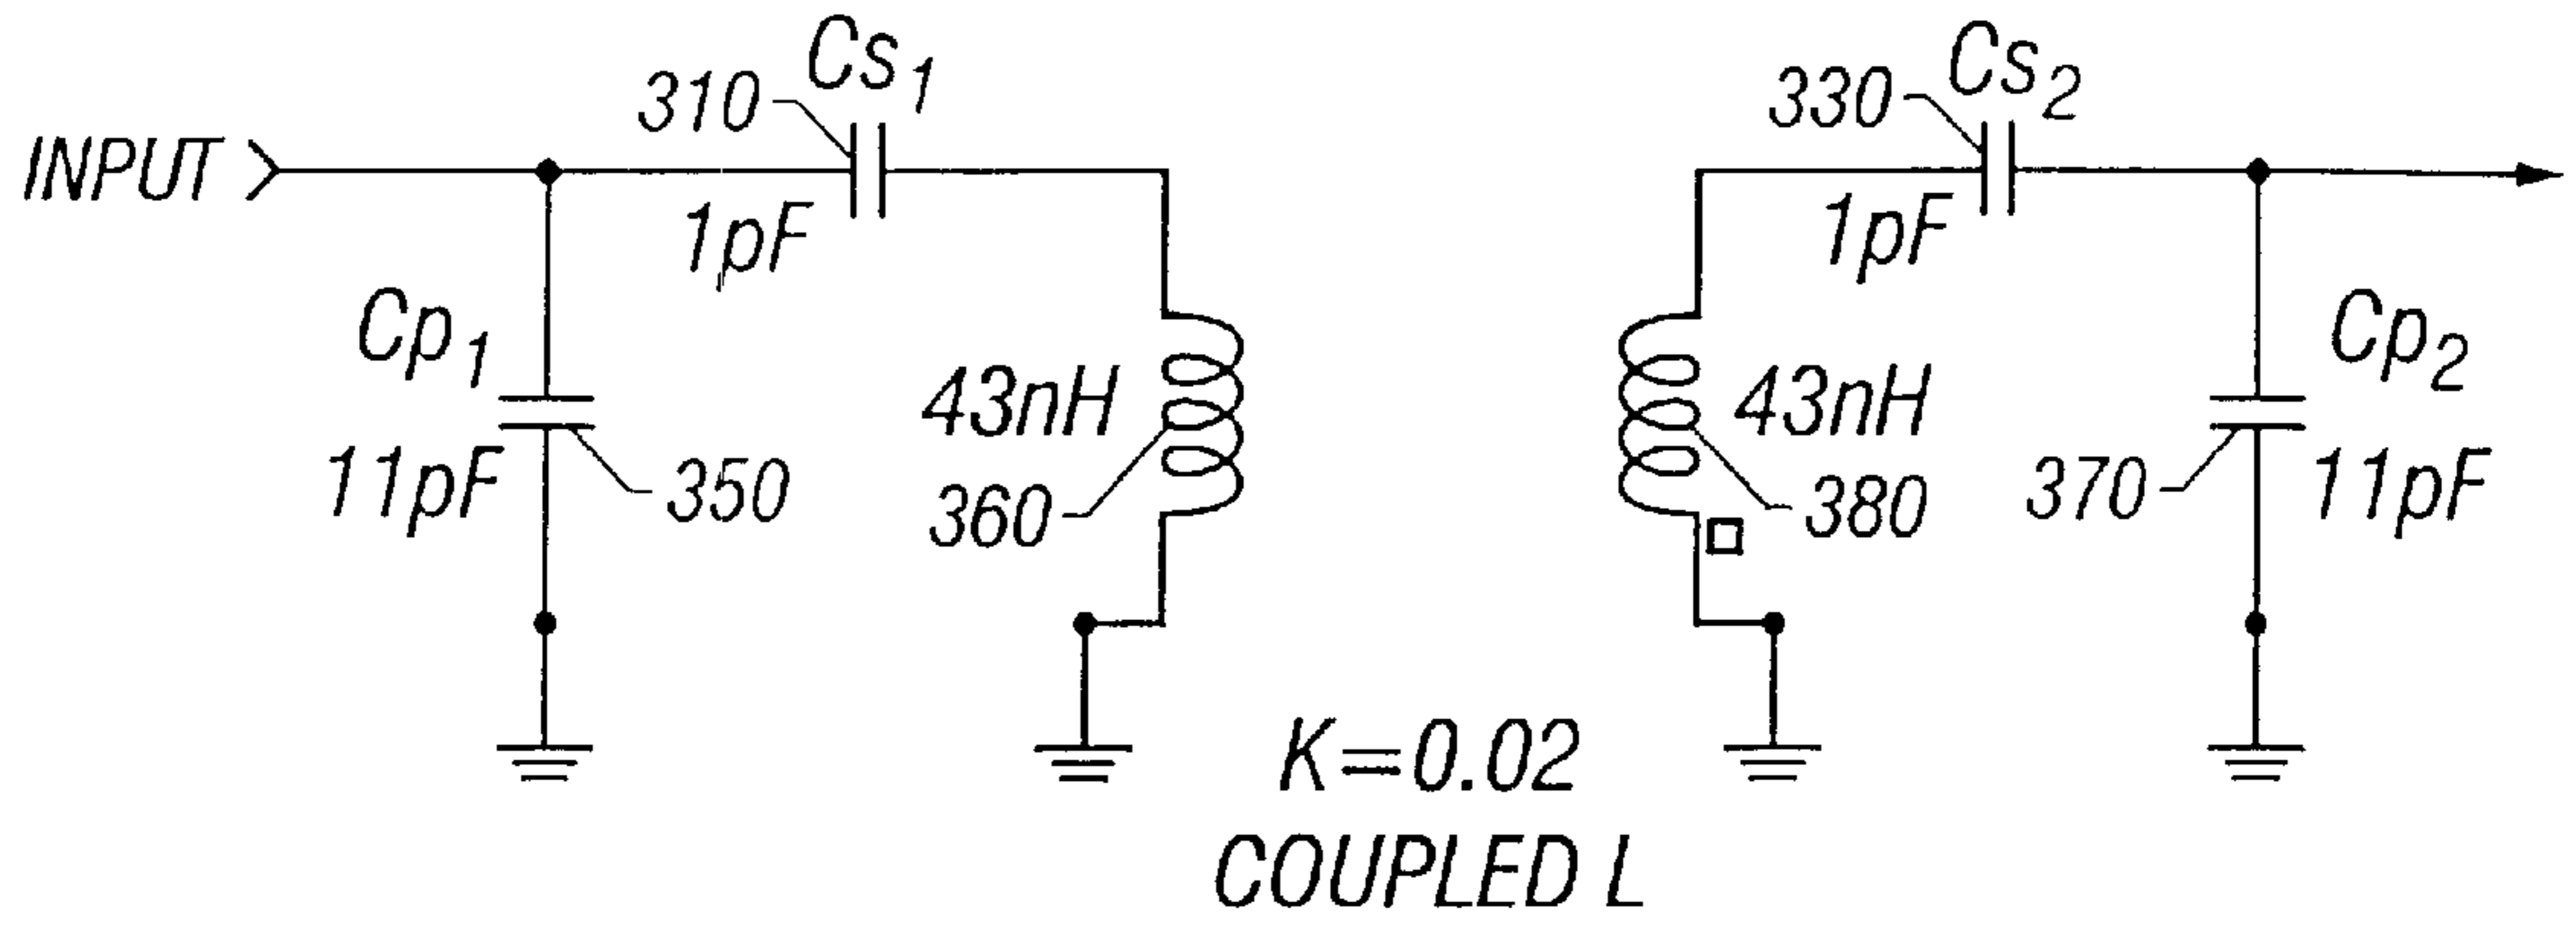 Cs1
Cs2
310
330
INPUT
1pF
1pF
Cp1
Cp2
43nH
43nH
11pF
350
360
380
370
11pF
K=0.02
COUPLED L